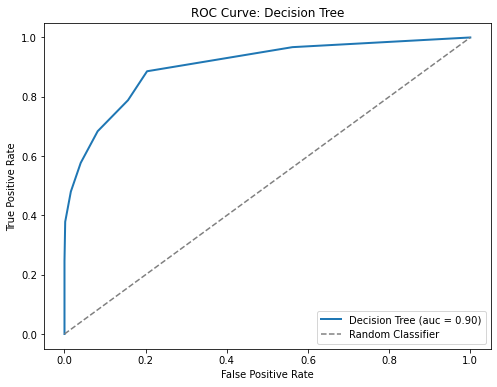 ROC Curve: Decision Tree
True Positive Rate
1.0
0.8
0.6
0.4
0.2
0.0
Decision Tree (auc = 0.90)
Random Classifier
0.0 0.2 0.4 0.6 0.8 1.0
False Positive Rate